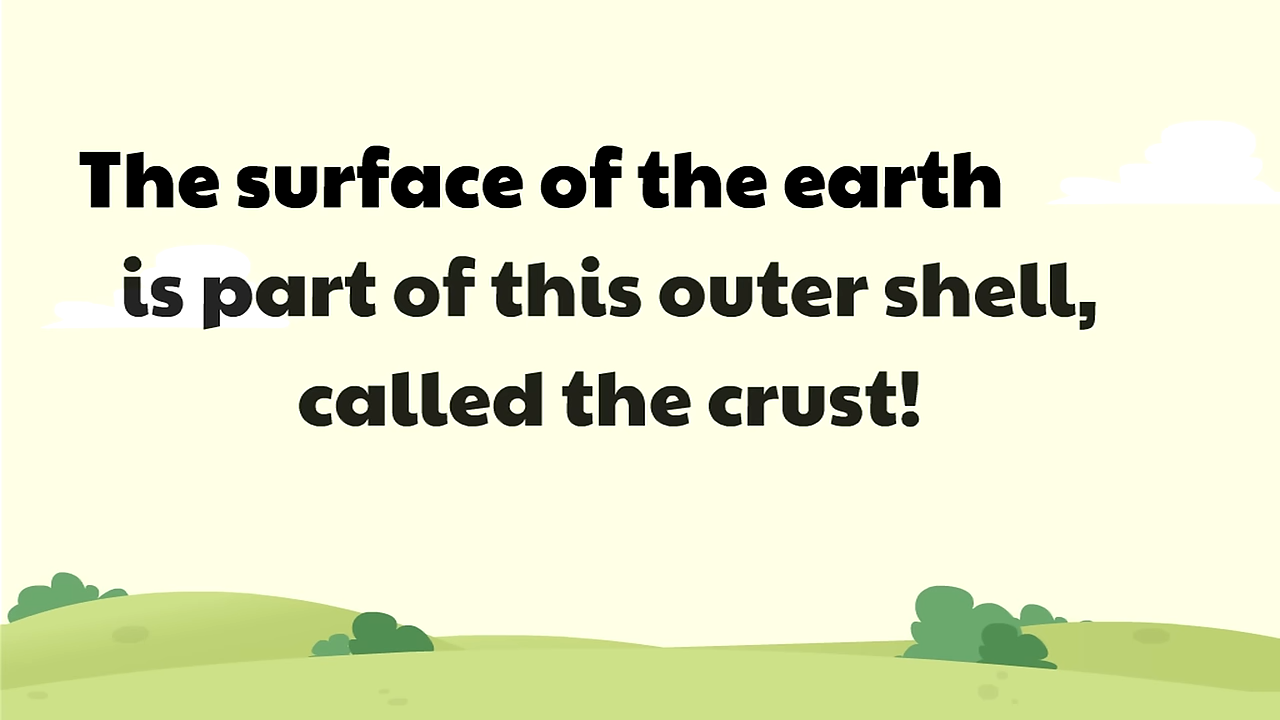 The surface of the earth
is part of this outer shell,
called the crust!